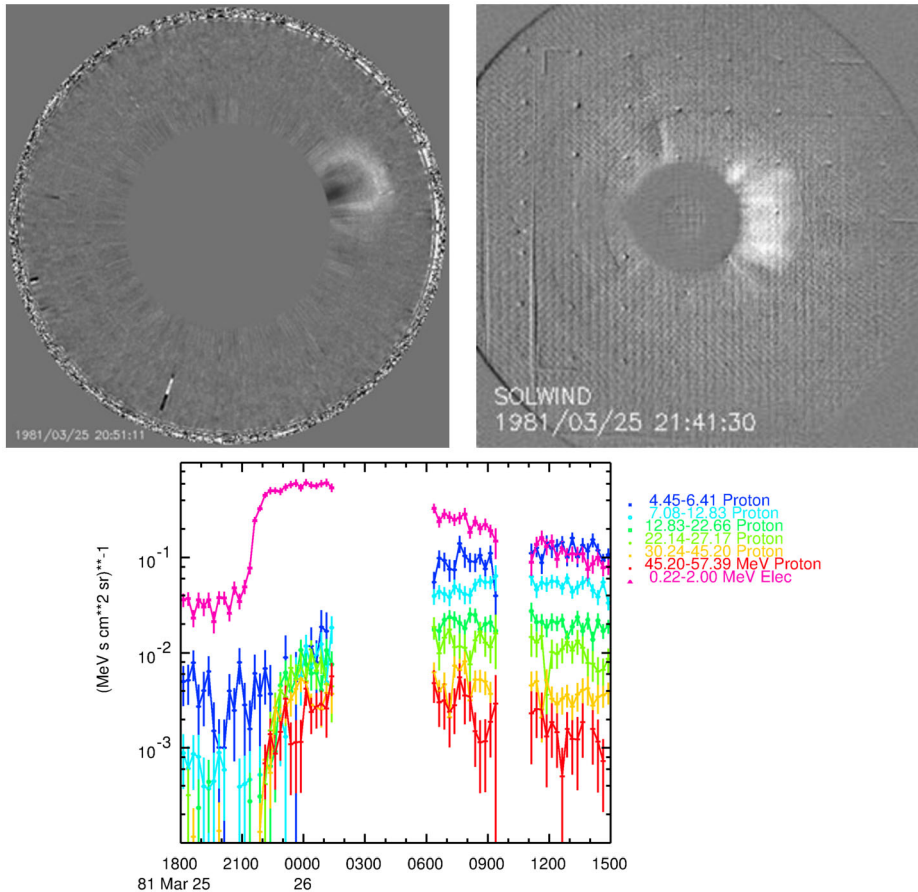 1981/03/25 20:51:11
SOLWIND
1981/03/25 21:41:30
(MeV s cm**2 sr)**-1
10⁻¹
10⁻²
10⁻³
1800 2100 0000 0300 0600 0900 1200 1500
81 Mar 25 26
4.45-6.41 Proton
7.08-12.83 Proton
12.83-22.66 Proton
22.14-27.17 Proton
30.24-45.20 Proton
45.20-57.39 MeV Proton
0.22-2.00 MeV Elec